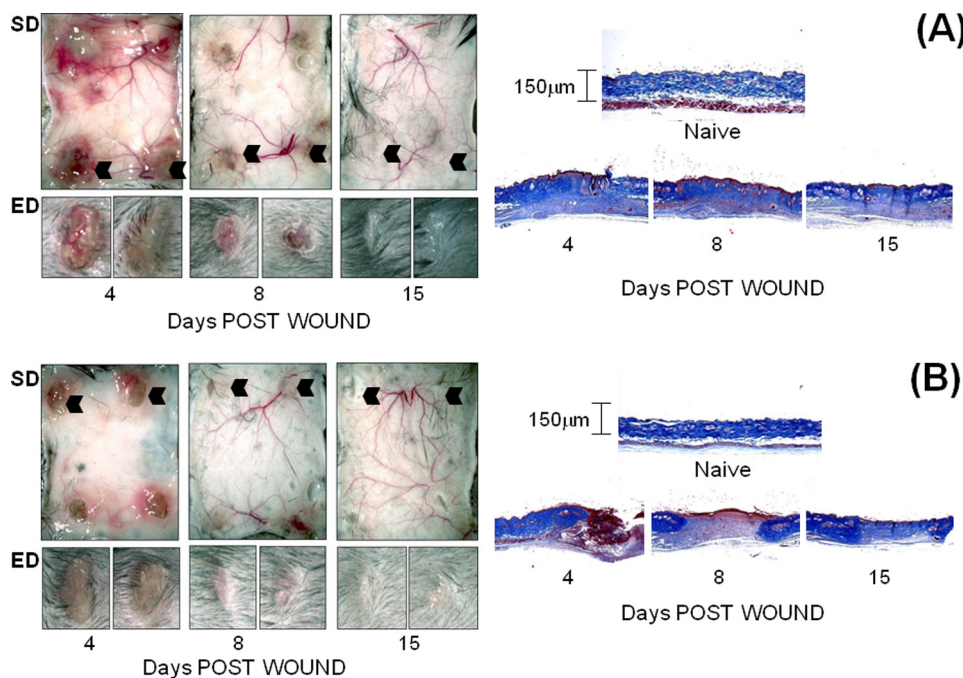 (A)
SD
ED
4 8 15
Days POST WOUND
150μm
Naive
4 8 15
Days POST WOUND
(B)
SD
ED
4 8 15
Days POST WOUND
150μm
Naive
4 8 15
Days POST WOUND